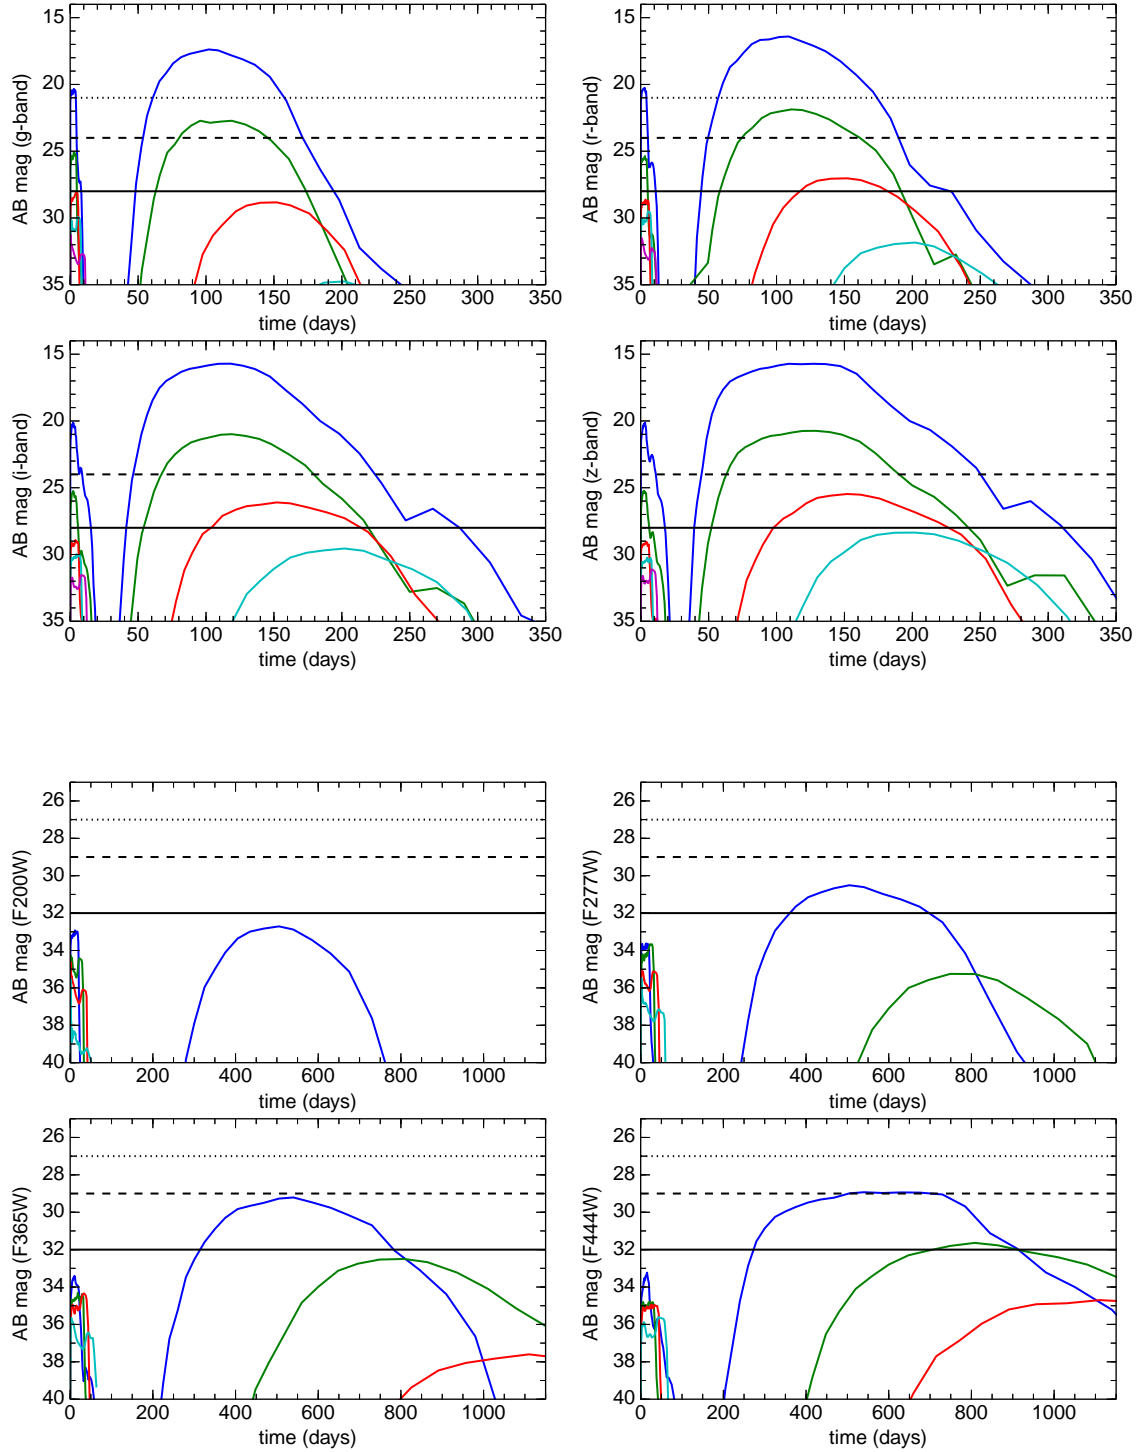 15
20
25
30
35
AB mag (g-band)
0 50 100 150 200 250 300 350
time (days)
15
20
25
30
35
AB mag (r-band)
0 50 100 150 200 250 300 350
time (days)
15
20
25
30
35
AB mag (i-band)
0 50 100 150 200 250 300 350
time (days)
15
20
25
30
35
AB mag (z-band)
0 50 100 150 200 250 300 350
time (days)
26
28
30
32
34
36
38
40
AB mag (F200W)
0 200 400 600 800 1000
time (days)
26
28
30
32
34
36
38
40
AB mag (F277W)
0 200 400 600 800 1000
time (days)
26
28
30
32
34
36
38
40
AB mag (F365W)
0 200 400 600 800 1000
time (days)
26
28
30
32
34
36
38
40
AB mag (F444W)
0 200 400 600 800 1000
time (days)